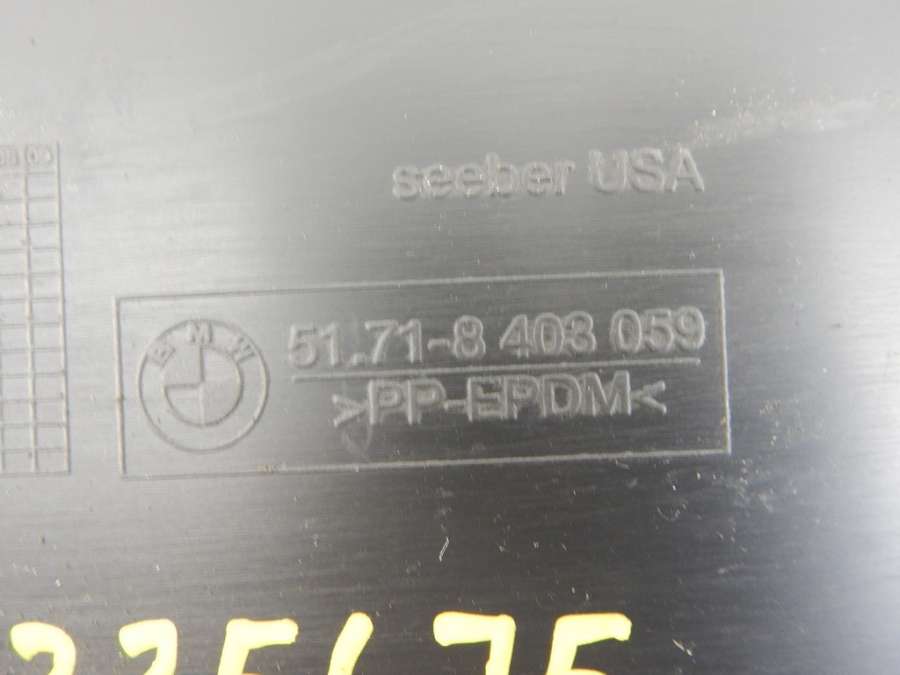 seeber USA
BMW
51.71-8 403 059
>PP-EPDM<